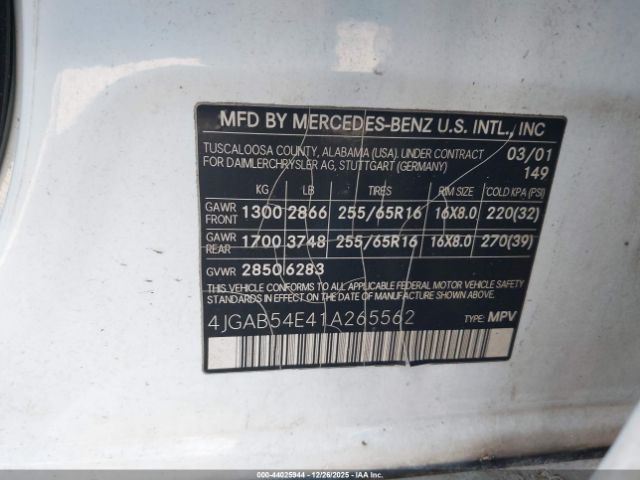 MFD BY MERCEDES-BENZ U.S. INTL., INC
TUSCALOOSA COUNTY, ALABAMA (USA). UNDER CONTRACT 03/01
FOR DAIMLERCHRYSLER AG, STUTTGART (GERMANY) 149
KG LB TIRES RIM SIZE COLD KPA (PSI)
GAWR FRONT 1300 2866 255/65R16 16X8.0 220(32)
GAWR REAR 1700 3748 255/65R16 16X8.0 270(39)
GVWR 2850 6283
THIS VEHICLE CONFORMS TO ALL APPLICABLE FEDERAL MOTOR VEHICLE SAFETY
STANDARDS IN EFFECT ON THE DATE OF MANUFACTURE SHOWN ABOVE.
4JGAB54E41A265562 TYPE: MPV
000-44025944 - 12/26/2025 - IAAI.COM COPART